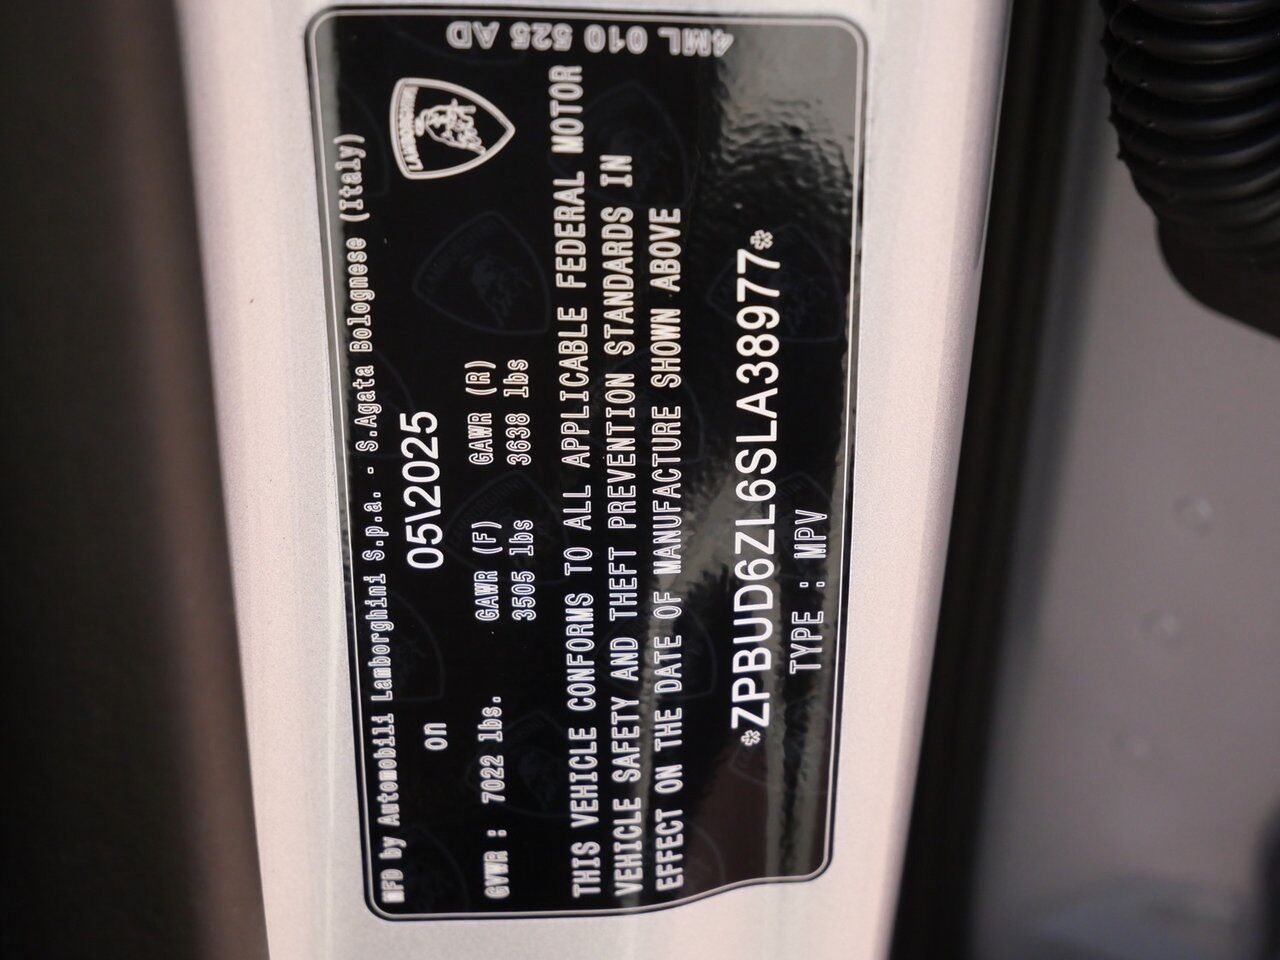 MFD by Automobili Lamborghini S.p.a. - S.Agata Bolognese (Italy)
on 05\2025
LAMBORGHINI
GVWR : 7022 lbs. GAWR (F) GAWR (R)
3505 lbs 3638 lbs
THIS VEHICLE CONFORMS TO ALL APPLICABLE FEDERAL MOTOR
VEHICLE SAFETY AND THEFT PREVENTION STANDARDS IN
EFFECT ON THE DATE OF MANUFACTURE SHOWN ABOVE
*ZPBUD6ZL6SLA38977*
TYPE : MPV
4ML 010 525 AD